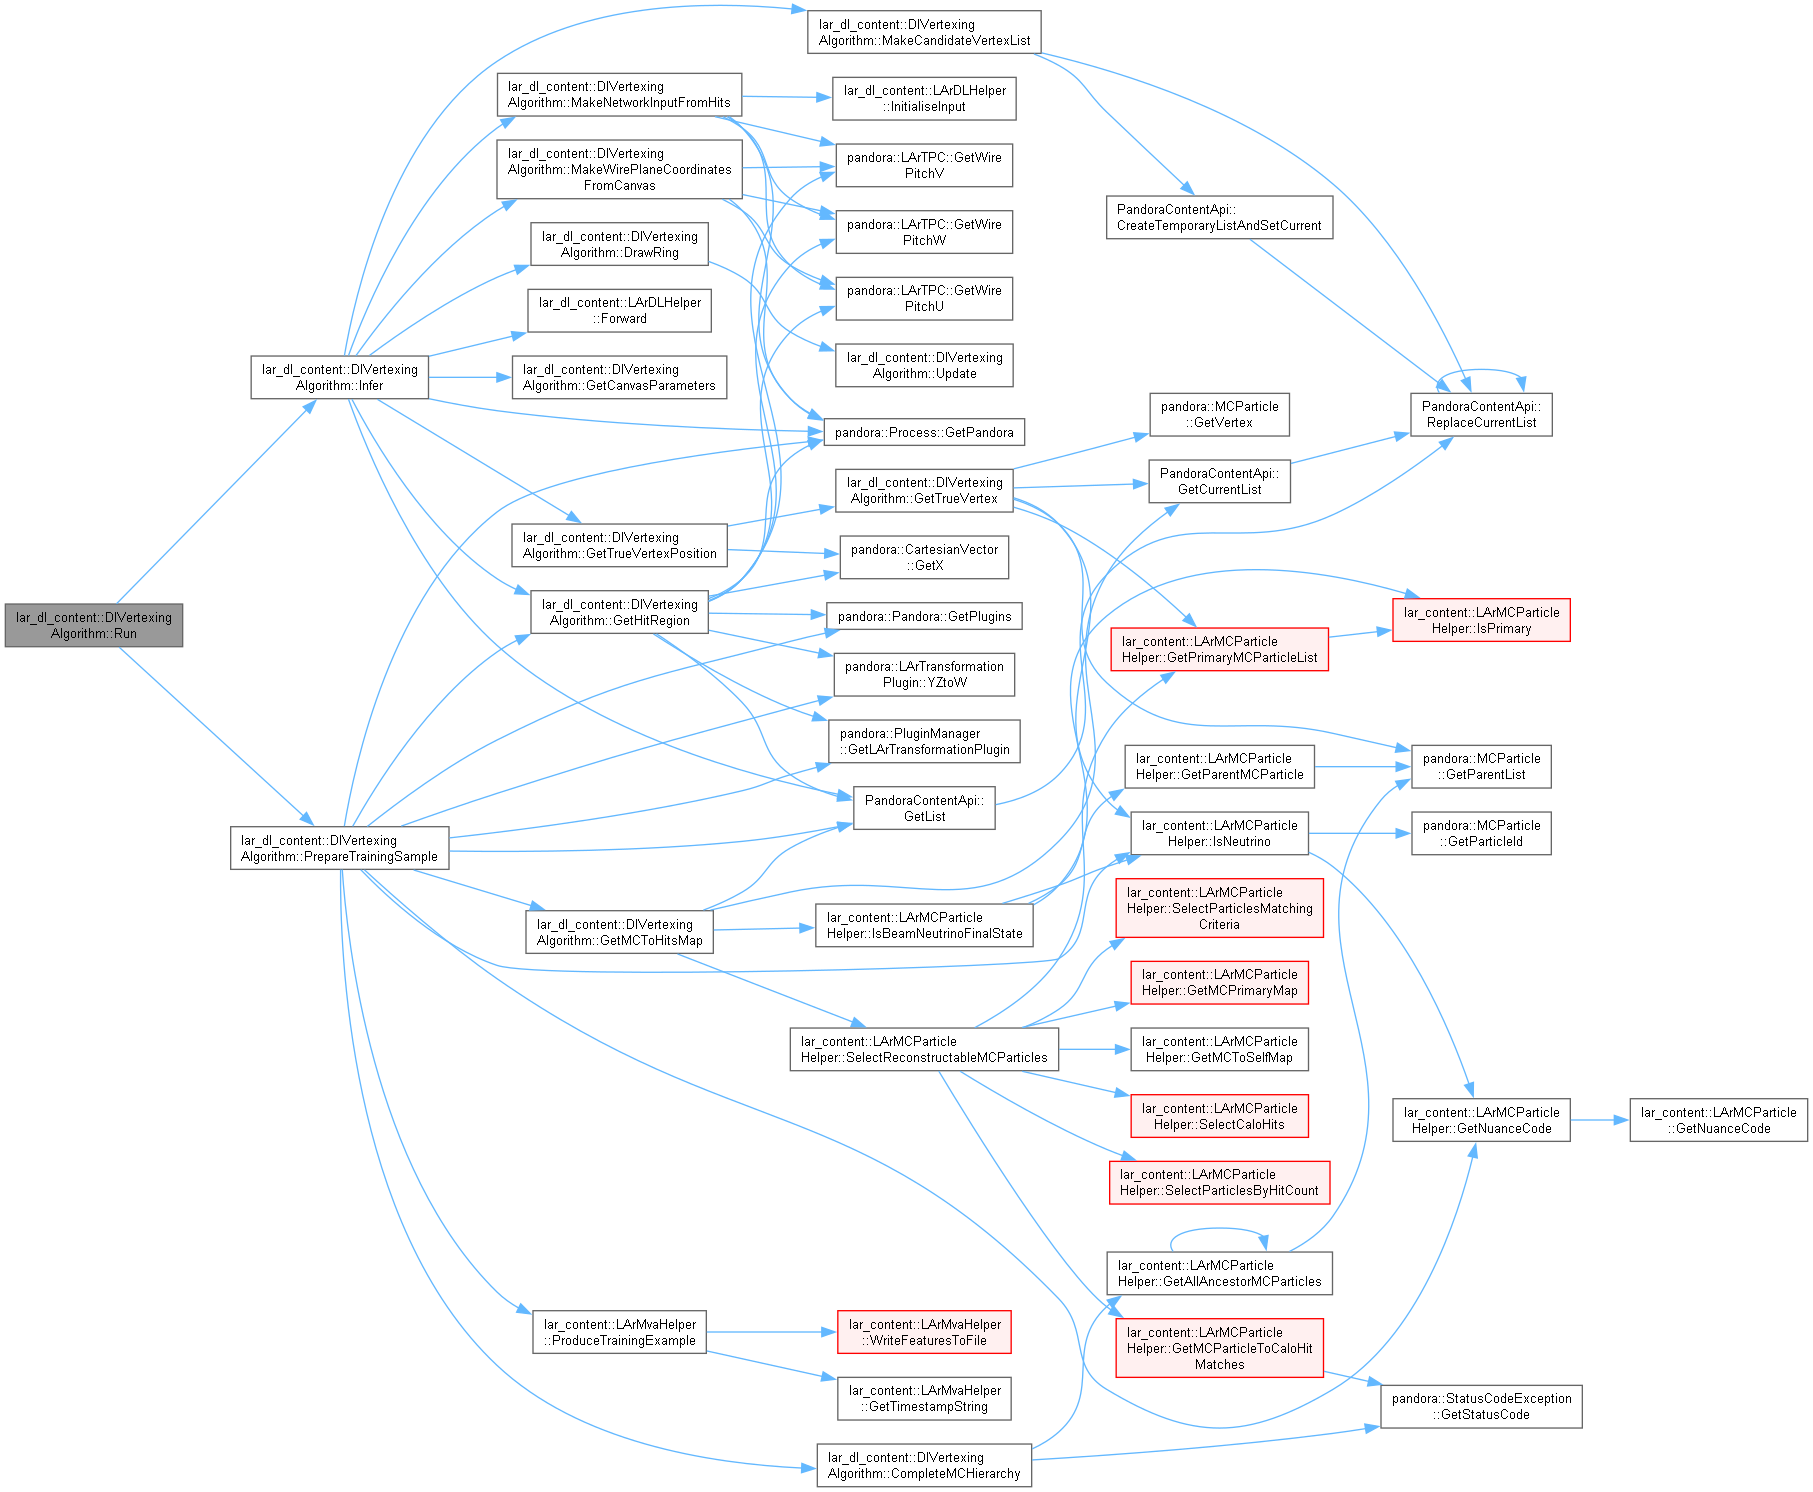 lar_dl_content::DlVertexing
Algorithm::Run
lar_dl_content::DlVertexing
Algorithm::Infer
lar_dl_content::DlVertexing
Algorithm::PrepareTrainingSample
lar_dl_content::DlVertexing
Algorithm::MakeNetworkInputFromHits
lar_dl_content::DlVertexing
Algorithm::MakeWirePlaneCoordinates
FromCanvas
lar_dl_content::DlVertexing
Algorithm::DrawRing
lar_dl_content::LArDLHelper
::Forward
lar_dl_content::DlVertexing
Algorithm::GetCanvasParameters
lar_dl_content::DlVertexing
Algorithm::GetTrueVertexPosition
lar_dl_content::DlVertexing
Algorithm::GetHitRegion
lar_dl_content::DlVertexing
Algorithm::GetMCToHitsMap
lar_content::LArMvaHelper
::ProduceTrainingExample
lar_dl_content::DlVertexing
Algorithm::MakeCandidateVertexList
lar_dl_content::LArDLHelper
::InitialiseInput
pandora::LArTPC::GetWire
PitchV
pandora::LArTPC::GetWire
PitchW
pandora::LArTPC::GetWire
PitchU
lar_dl_content::DlVertexing
Algorithm::Update
pandora::Process::GetPandora
lar_dl_content::DlVertexing
Algorithm::GetTrueVertex
pandora::CartesianVector
::GetX
pandora::Pandora::GetPlugins
pandora::LArTransformation
Plugin::YZtoW
pandora::PluginManager
::GetLArTransformationPlugin
PandoraContentApi::
GetList
lar_content::LArMCParticle
Helper::IsBeamNeutrinoFinalState
lar_content::LArMCParticle
Helper::SelectReconstructableMCParticles
lar_content::LArMvaHelper
::WriteFeaturesToFile
lar_content::LArMvaHelper
::GetTimestampString
lar_dl_content::DlVertexing
Algorithm::CompleteMCHierarchy
PandoraContentApi::
CreateTemporaryListAndSetCurrent
pandora::MCParticle
::GetVertex
PandoraContentApi::
GetCurrentList
lar_content::LArMCParticle
Helper::GetPrimaryMCParticleList
lar_content::LArMCParticle
Helper::GetParentMCParticle
lar_content::LArMCParticle
Helper::IsNeutrino
lar_content::LArMCParticle
Helper::SelectParticlesMatching
Criteria
lar_content::LArMCParticle
Helper::GetMCPrimaryMap
lar_content::LArMCParticle
Helper::GetMCToSelfMap
lar_content::LArMCParticle
Helper::SelectCaloHits
lar_content::LArMCParticle
Helper::SelectParticlesByHitCount
lar_content::LArMCParticle
Helper::GetAllAncestorMCParticles
lar_content::LArMCParticle
Helper::GetMCParticleToCaloHit
Matches
PandoraContentApi::
ReplaceCurrentList
lar_content::LArMCParticle
Helper::IsPrimary
pandora::MCParticle
::GetParentList
pandora::MCParticle
::GetParticleId
lar_content::LArMCParticle
Helper::GetNuanceCode
pandora::StatusCodeException
::GetStatusCode
lar_content::LArMCParticle
::GetNuanceCode